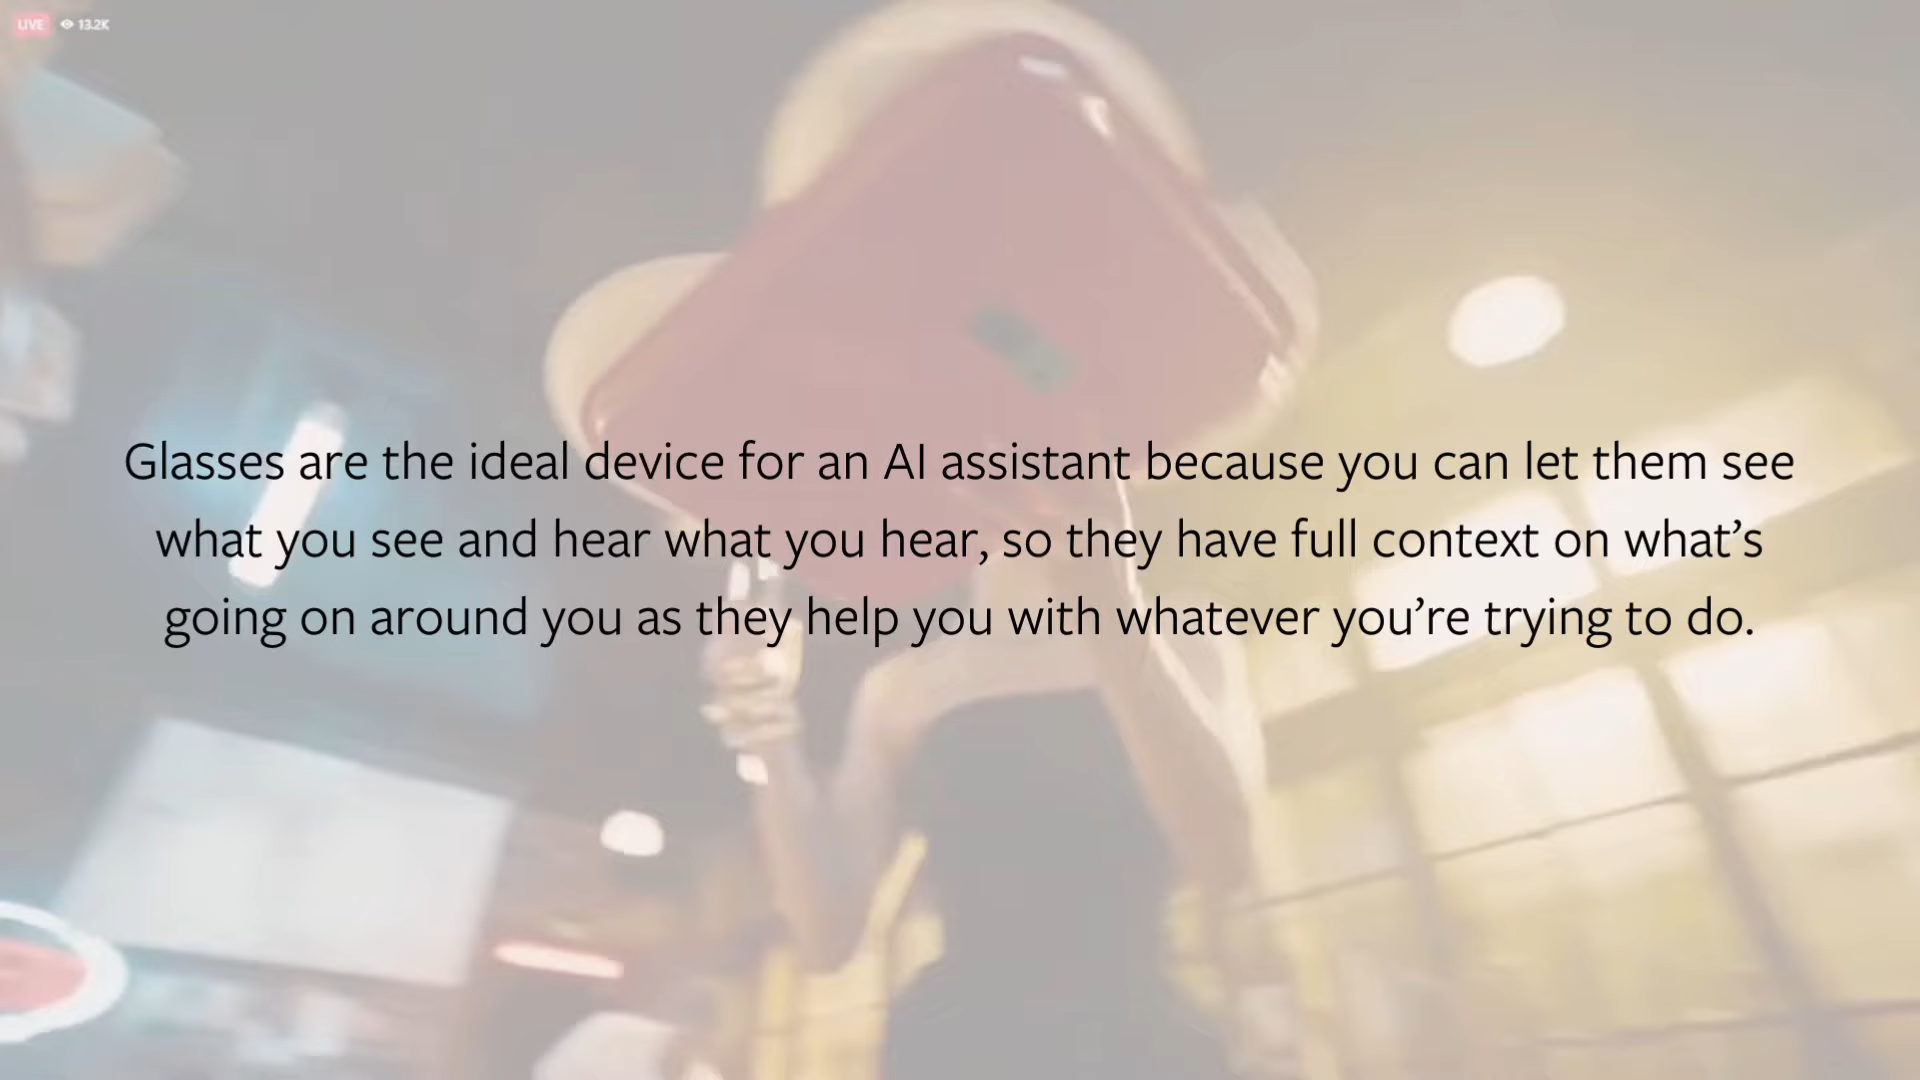 LIVE 13.2K
Glasses are the ideal device for an AI assistant because you can let them see
what you see and hear what you hear, so they have full context on what’s
going on around you as they help you with whatever you’re trying to do.